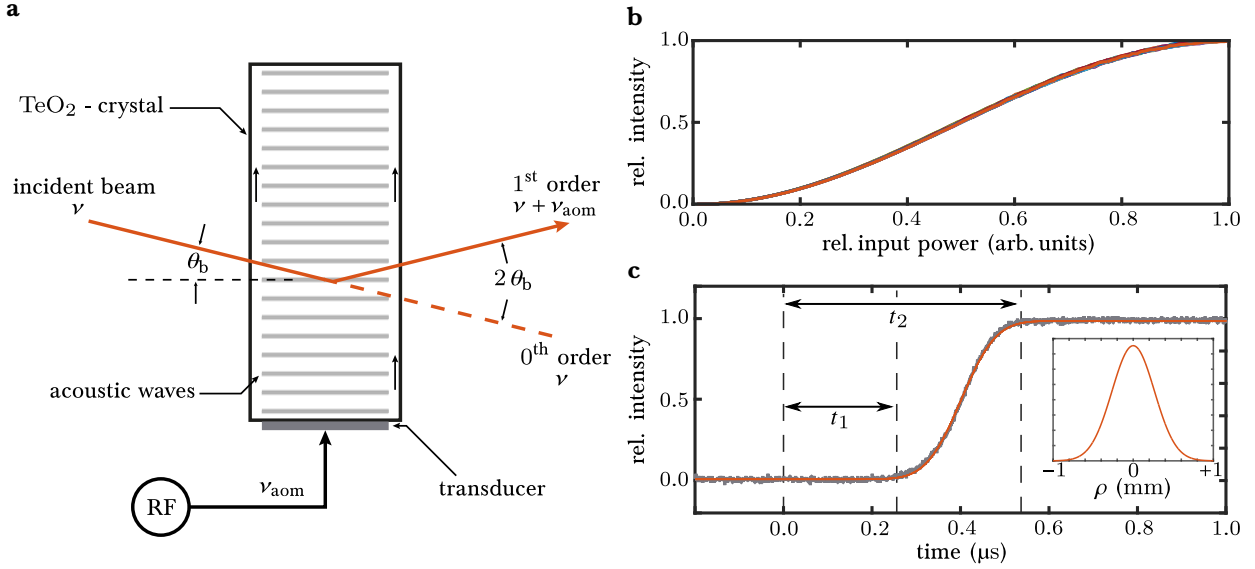 a
TeO₂ - crystal
incident beam
ν
θb
1st order
ν + νaom
2 θb
0th order
ν
acoustic waves
transducer
νaom
RF
b
rel. intensity
1.0
0.5
0.0
0.0 0.2 0.4 0.6 0.8 1.0
rel. input power (arb. units)
c
rel. intensity
1.0
0.5
0.0
t₂
t₁
−1 0 +1
ρ (mm)
0.0 0.2 0.4 0.6 0.8 1.0
time (µs)